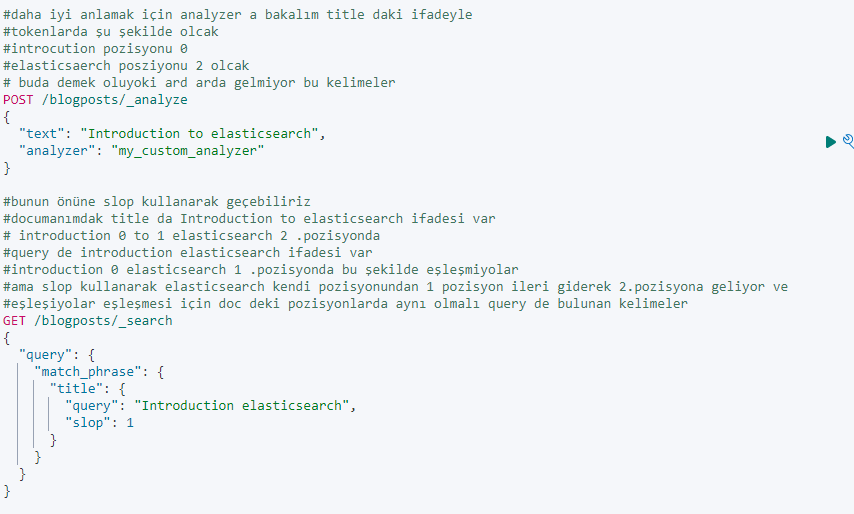 #daha iyi anlamak için analyzer a bakalım title daki ifadeyle
#tokenlarda şu şekilde olcak
#introcution pozisyonu 0
#elasticsaerch posziyonu 2 olcak
# buda demek oluyoki ard arda gelmiyor bu kelimeler
POST /blogposts/_analyze
{
  "text": "Introduction to elasticsearch",
  "analyzer": "my_custom_analyzer"
}

#bunun önüne slop kullanarak geçebiliriz
#documanımdak title da Introduction to elasticsearch ifadesi var
# introduction 0 to 1 elasticsearch 2 .pozisyonda
#query de introduction elasticsearch ifadesi var
#introduction 0 elasticsearch 1 .pozisyonda bu şekilde eşleşmiyolar
#ama slop kullanarak elasticsearch kendi pozisyonundan 1 pozisyon ileri giderek 2.pozisyona geliyor ve
#eşleşiyolar eşleşmesi için doc deki pozisyonlarda aynı olmalı query de bulunan kelimeler
GET /blogposts/_search
{
  "query": {
    "match_phrase": {
      "title": {
        "query": "Introduction elasticsearch",
        "slop": 1
      }
    }
  }
}